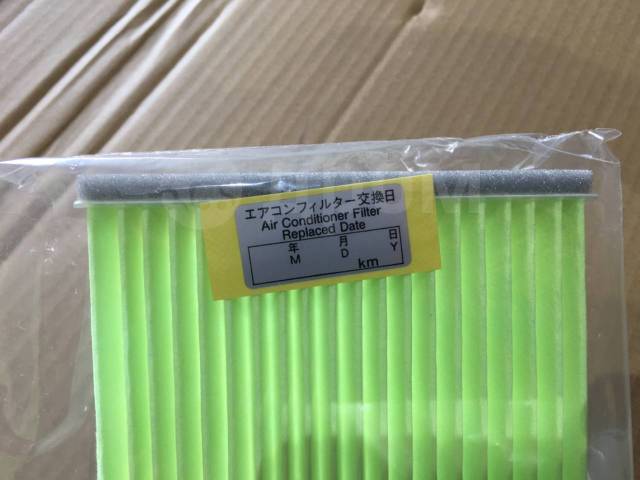 エアコンフィルター交換日
Air Conditioner Filter
Replaced Date
年 月 日
M D Y
km